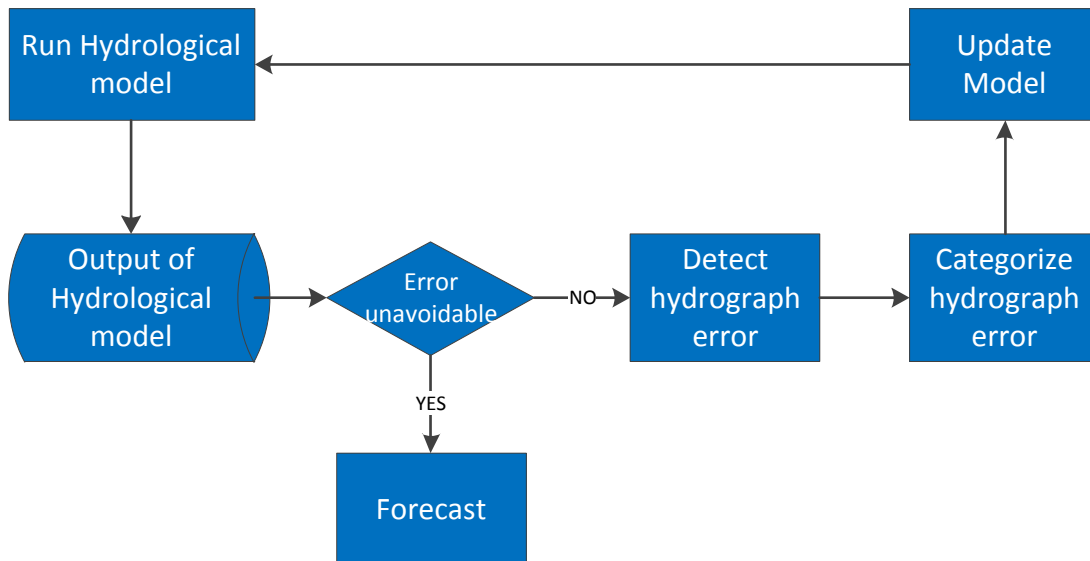 Run Hydrological
model
Update
Model
Output of
Hydrological
model
Error
unavoidable
NO
Detect
hydrograph
error
Categorize
hydrograph
error
YES
Forecast